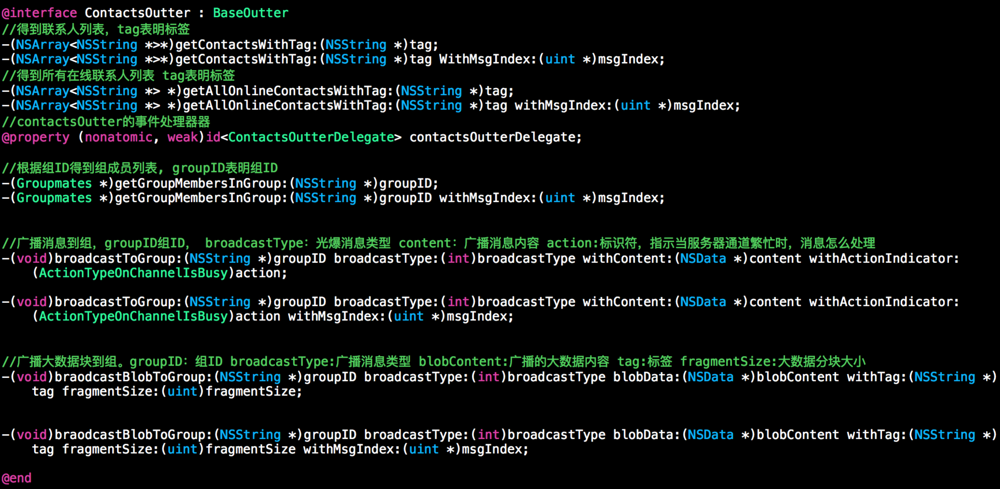 @interface ContactsOutter : BaseOutter
//得到联系人列表，tag表明标签
-(NSArray<NSString *>*)getContactsWithTag:(NSString *)tag;
-(NSArray<NSString *>*)getContactsWithTag:(NSString *)tag WithMsgIndex:(uint *)msgIndex;
//得到所有在线联系人列表 tag表明标签
-(NSArray<NSString *> *)getAllOnlineContactsWithTag:(NSString *)tag;
-(NSArray<NSString *> *)getAllOnlineContactsWithTag:(NSString *)tag withMsgIndex:(uint *)msgIndex;
//contactsOutter的事件处理器器
@property (nonatomic, weak)id<ContactsOutterDelegate> contactsOutterDelegate;
//根据组ID得到组成员列表, groupID表明组ID
-(Groupmates *)getGroupMembersInGroup:(NSString *)groupID;
-(Groupmates *)getGroupMembersInGroup:(NSString *)groupID withMsgIndex:(uint *)msgIndex;
//广播消息到组，groupID组ID， broadcastType：光爆消息类型 content：广播消息内容 action:标识符，指示当服务器通道繁忙时，消息怎么处理
-(void)broadcastToGroup:(NSString *)groupID broadcastType:(int)broadcastType withContent:(NSData *)content withActionIndicator:
(ActionTypeOnChannelIsBusy)action;
-(void)broadcastToGroup:(NSString *)groupID broadcastType:(int)broadcastType withContent:(NSData *)content withActionIndicator:
(ActionTypeOnChannelIsBusy)action withMsgIndex:(uint *)msgIndex;
//广播大数据块到组。groupID：组ID broadcastType:广播消息类型 blobContent:广播的大数据内容 tag:标签 fragmentSize:大数据分块大小
-(void)braodcastBlobToGroup:(NSString *)groupID broadcastType:(int)broadcastType blobData:(NSData *)blobContent withTag:(NSString *)
tag fragmentSize:(uint)fragmentSize;
-(void)braodcastBlobToGroup:(NSString *)groupID broadcastType:(int)broadcastType blobData:(NSData *)blobContent withTag:(NSString *)
tag fragmentSize:(uint)fragmentSize withMsgIndex:(uint *)msgIndex;
@end